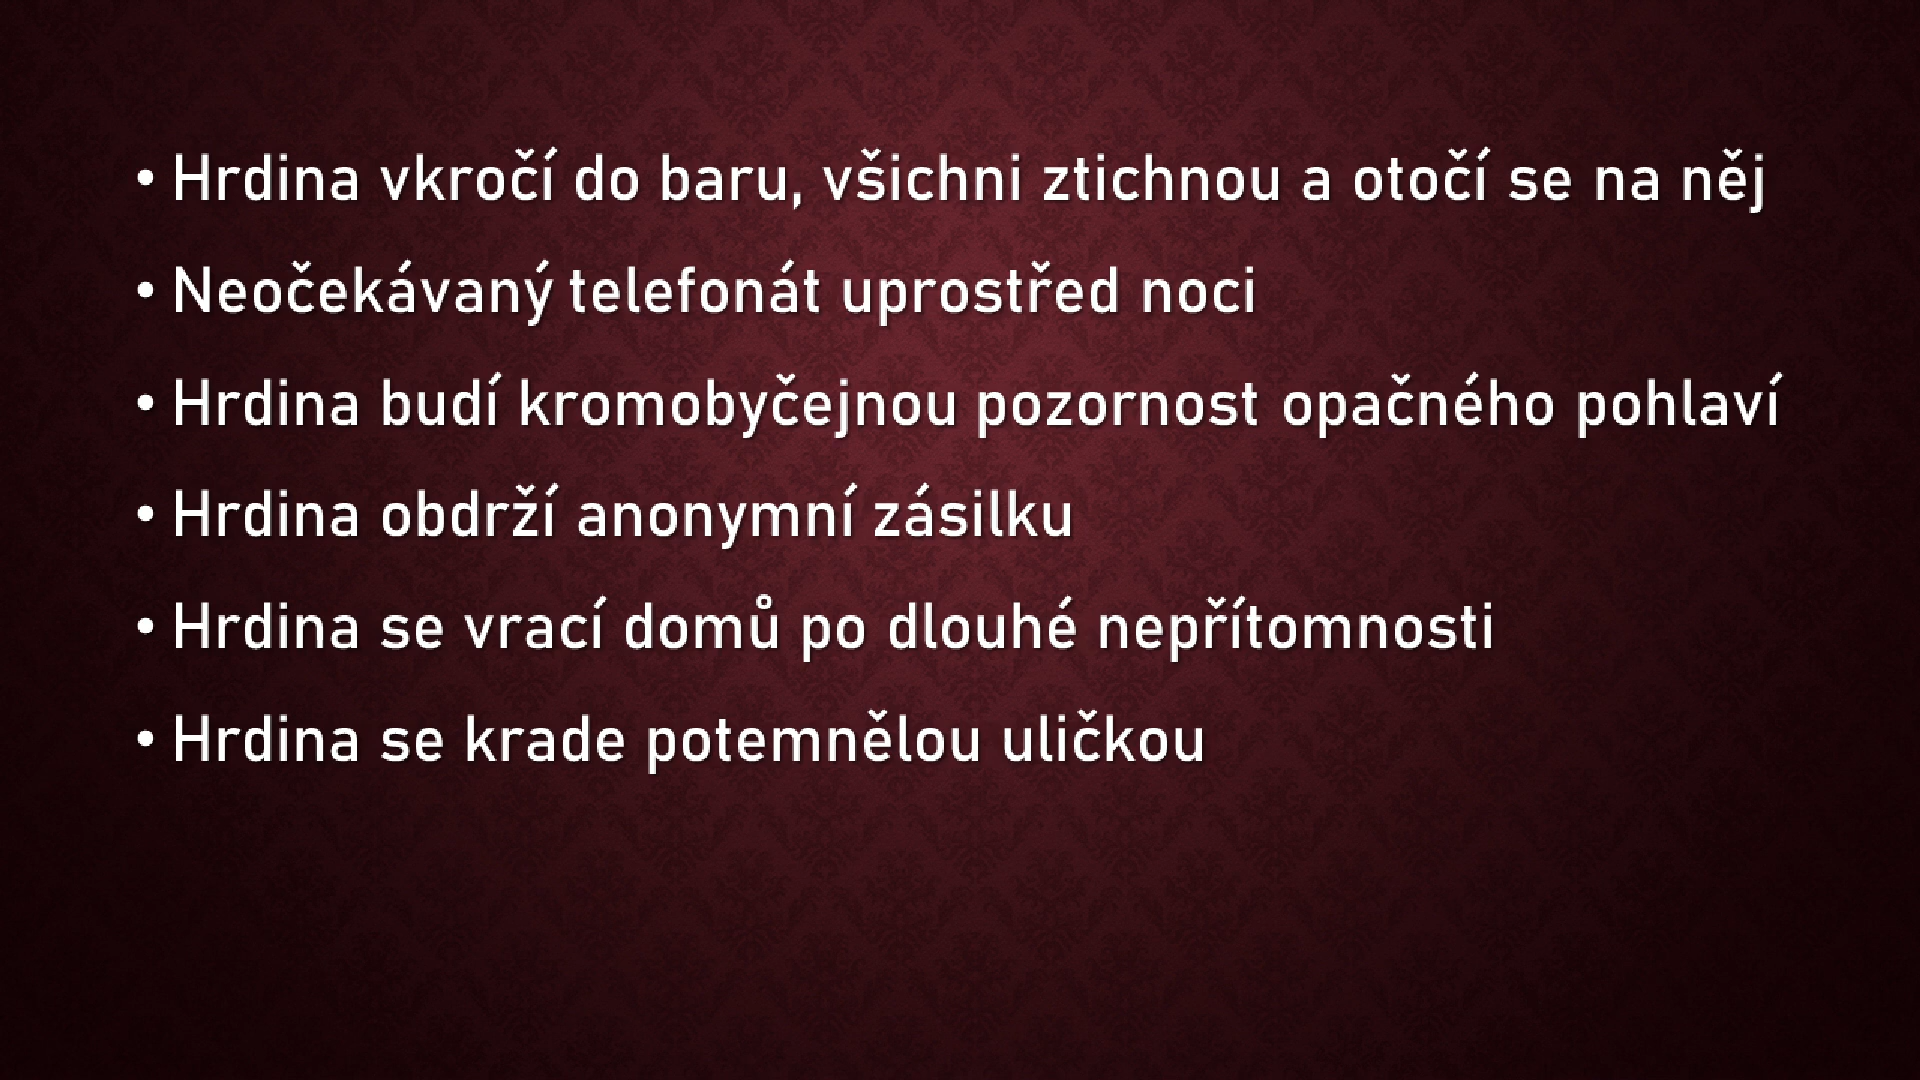 • Hrdina vkročí do baru, všichni ztichnou a otočí se na něj
• Neočekávaný telefonát uprostřed noci
• Hrdina budí kromobyčejnou pozornost opačného pohlaví
• Hrdina obdrží anonymní zásilku
• Hrdina se vrací domů po dlouhé nepřítomnosti
• Hrdina se krade potemnělou uličkou